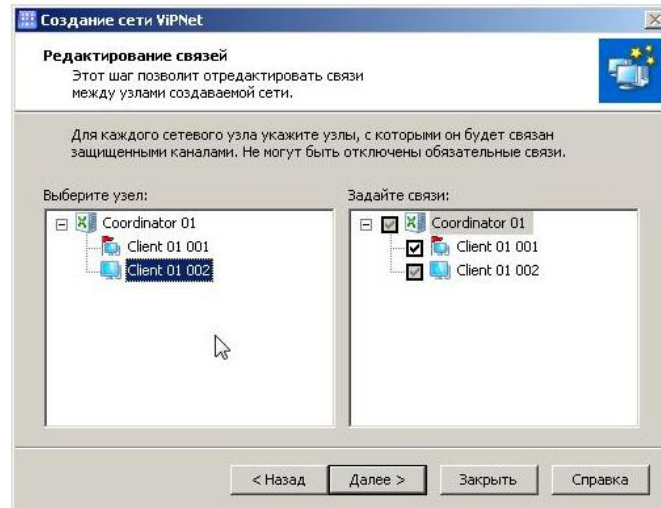 Создание сети ViPNet
Редактирование связей
Этот шаг позволит отредактировать связи
между узлами создаваемой сети.
Для каждого сетевого узла укажите узлы, с которыми он будет связан
защищенными каналами. Не могут быть отключены обязательные связи.
Выберите узел:
Coordinator 01
Client 01 001
Client 01 002
Задайте связи:
Coordinator 01
Client 01 001
Client 01 002
< Назад
Далее >
Закрыть
Справка